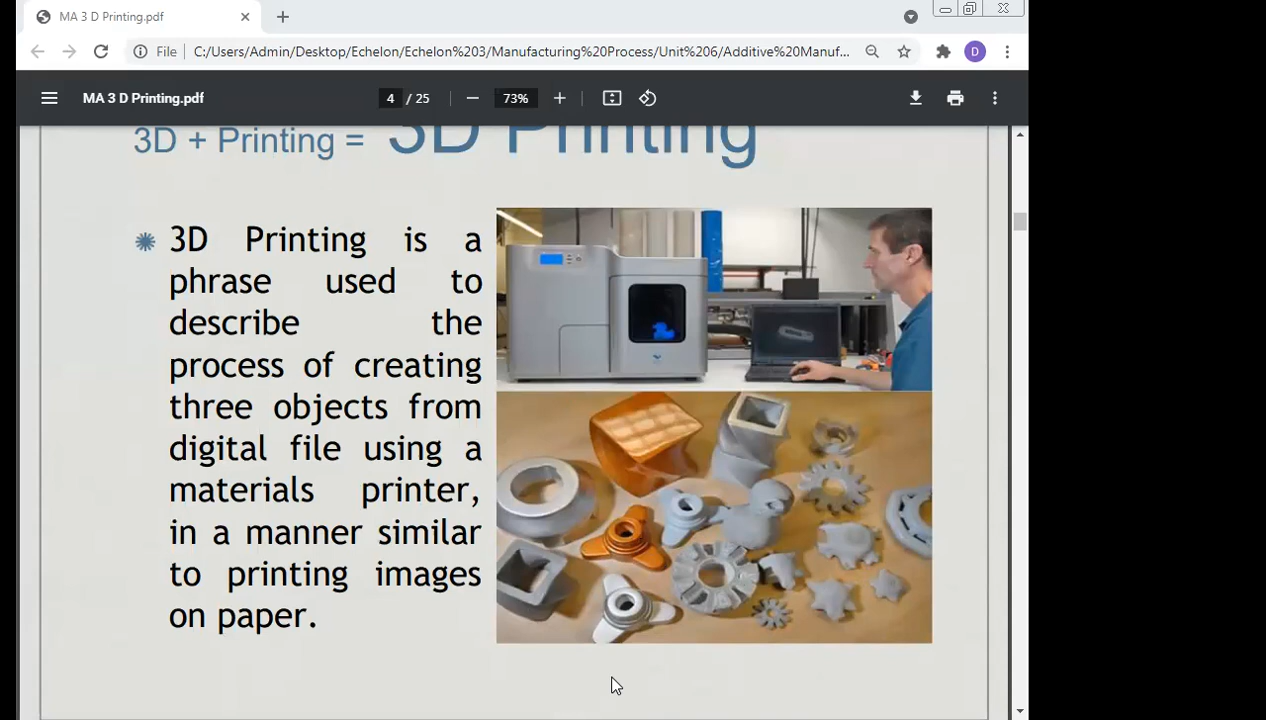 MA 3 D Printing.pdf
File C:/Users/Admin/Desktop/Echelon/Echelon%203/Manufacturing%20Process/Unit%206/Additive%20Manuf... D
MA 3 D Printing.pdf 4 / 25 73%
3D + Printing = 3D Printing
3D Printing is a
phrase used to
describe the
process of creating
three objects from
digital file using a
materials printer,
in a manner similar
to printing images
on paper.